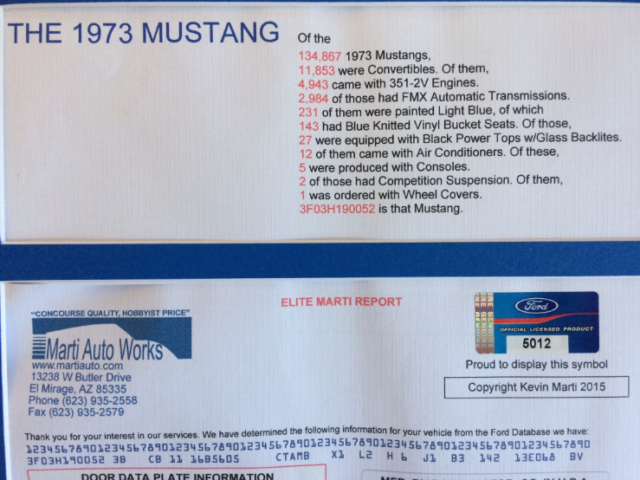 THE 1973 MUSTANG
Of the
134,867 1973 Mustangs,
11,853 were Convertibles. Of them,
4,943 came with 351-2V Engines.
2,984 of those had FMX Automatic Transmissions.
231 of them were painted Light Blue, of which
143 had Blue Knitted Vinyl Bucket Seats. Of those,
27 were equipped with Black Power Tops w/Glass Backlites.
12 of them came with Air Conditioners. Of these,
5 were produced with Consoles.
2 of those had Competition Suspension. Of them,
1 was ordered with Wheel Covers.
3F03H190052 is that Mustang.
ELITE MARTI REPORT
"CONCOURSE QUALITY, HOBBYIST PRICE"
Marti Auto Works
www.martiauto.com
13238 W Butler Drive
El Mirage, AZ 85335
Phone (623) 935-2558
Fax (623) 935-2579
Ford
OFFICIAL LICENSED PRODUCT
5012
Proud to display this symbol
Copyright Kevin Marti 2015
Thank you for your interest in our services. We have determined the following information for your vehicle from the Ford Database we have:
12345678901234567890123456789012345678901234567890123456789012345678901234567890
3F03H190052 3B CB 11 16B5605 CTAMB X1 L2 H 6 J1 B3 142 13E068 BV
DOOR DATA PLATE INFORMATION